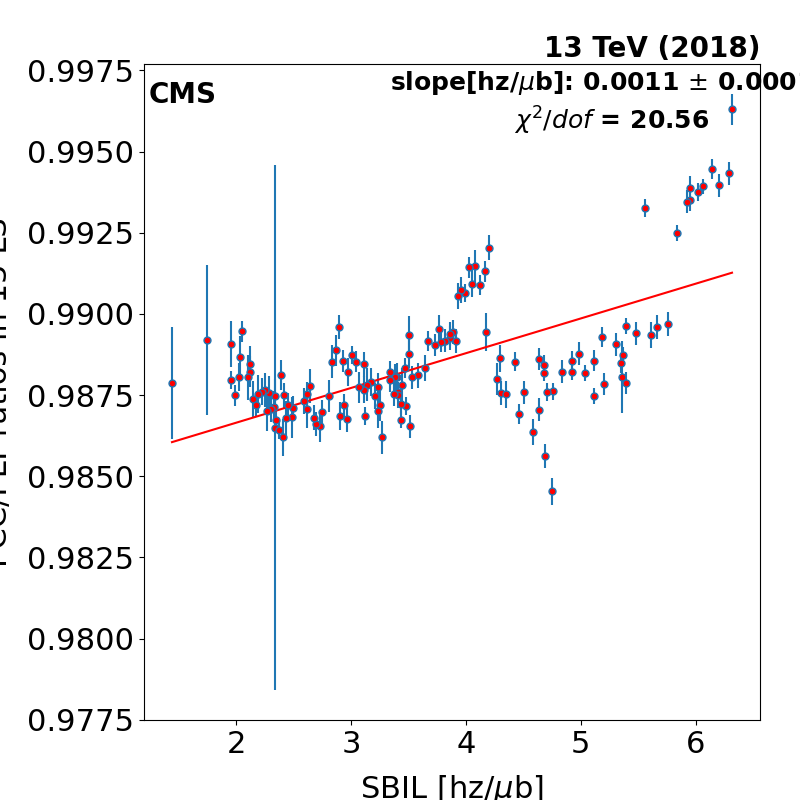 13 TeV (2018)
CMS
slope[hz/μb]: 0.0011 ± 0.000
χ²/dof = 20.56
0.9975
0.9950
0.9925
0.9900
0.9875
0.9850
0.9825
0.9800
0.9775
2 3 4 5 6
SBIL [hz/μb]